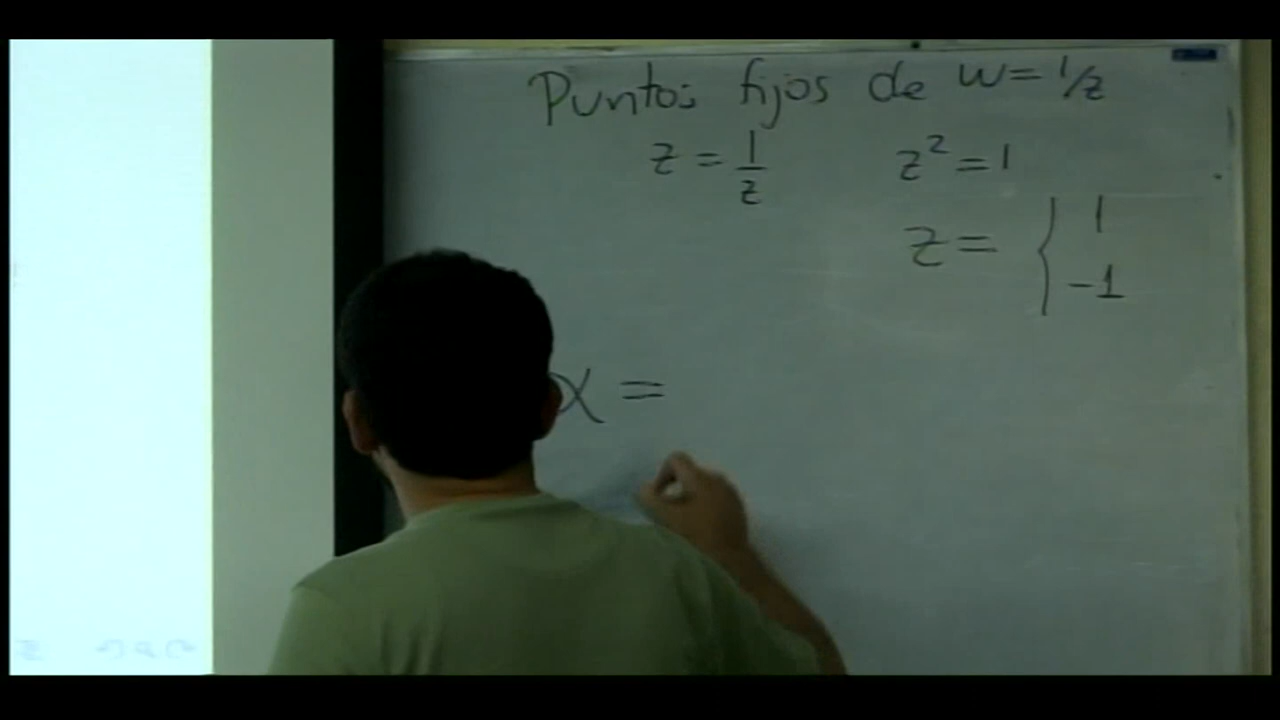 Puntos fijos de w = 1/z
z = 1/z z² = 1
z = { 1
-1
x =